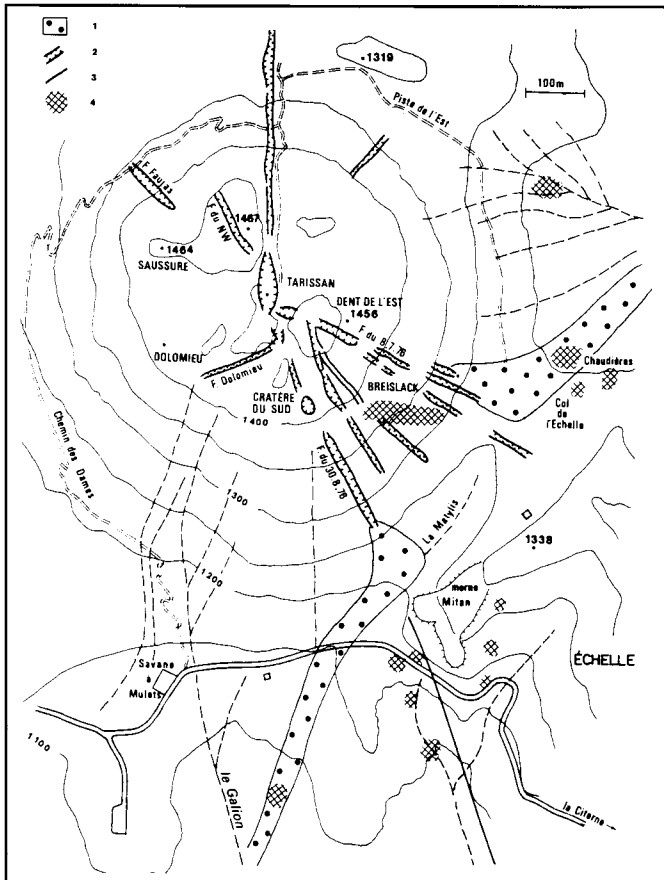 1
2
3
4
1319
100m
Piste de l'Est
F. Faujas
F du NW
1467
1464
SAUSSURE
TARISSAN
DENT DE L'EST
1456
F du 8.7.76
DOLOMIEU
F. Dolomieu
BREISLACK
Chaudières
CRATÈRE
DU SUD
Col
de
l'Echelle
1400
Chemin des Dames
F. du 30.8.76
1300
La Matylis
1338
1200
morne
Mitan
ÉCHELLE
Savane
à
Mulets
1100
le Galion
la Citerne